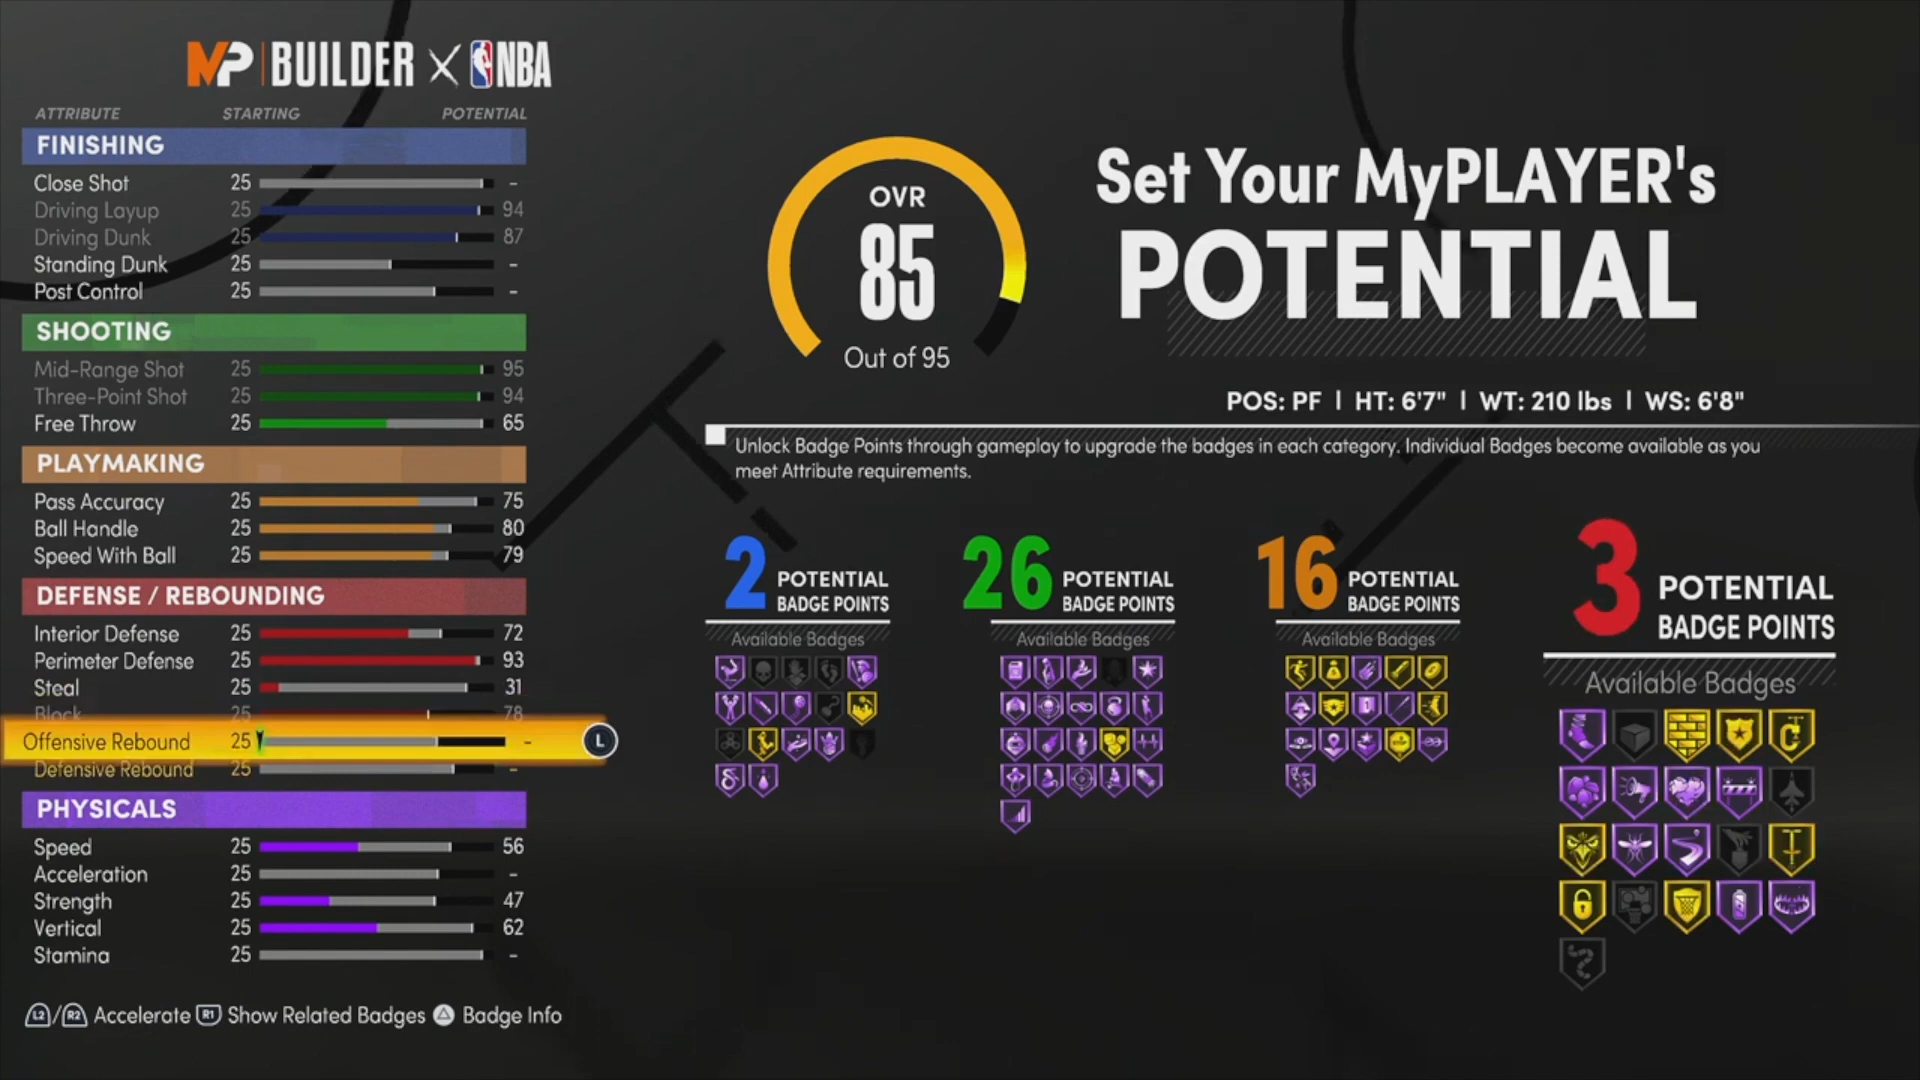 MP | BUILDER X NBA
ATTRIBUTE STARTING POTENTIAL
FINISHING
Close Shot 25 -
Driving Layup 25 94
Driving Dunk 25 87
Standing Dunk 25 -
Post Control 25 -
SHOOTING
Mid-Range Shot 25 95
Three-Point Shot 25 94
Free Throw 25 65
PLAYMAKING
Pass Accuracy 25 75
Ball Handle 25 80
Speed With Ball 25 79
DEFENSE / REBOUNDING
Interior Defense 25 72
Perimeter Defense 25 93
Steal 25 31
Block 25 78
Offensive Rebound 25 - L
Defensive Rebound 25 -
PHYSICALS
Speed 25 56
Acceleration 25 -
Strength 25 47
Vertical 25 62
Stamina 25 -
L2/R2 Accelerate R1 Show Related Badges Badge Info
OVR
85
Out of 95
Set Your MyPLAYER's
POTENTIAL
POS: PF | HT: 6'7" | WT: 210 lbs | WS: 6'8"
Unlock Badge Points through gameplay to upgrade the badges in each category. Individual Badges become available as you
meet Attribute requirements.
2 POTENTIAL
BADGE POINTS
Available Badges
26 POTENTIAL
BADGE POINTS
Available Badges
16 POTENTIAL
BADGE POINTS
Available Badges
3 POTENTIAL
BADGE POINTS
Available Badges